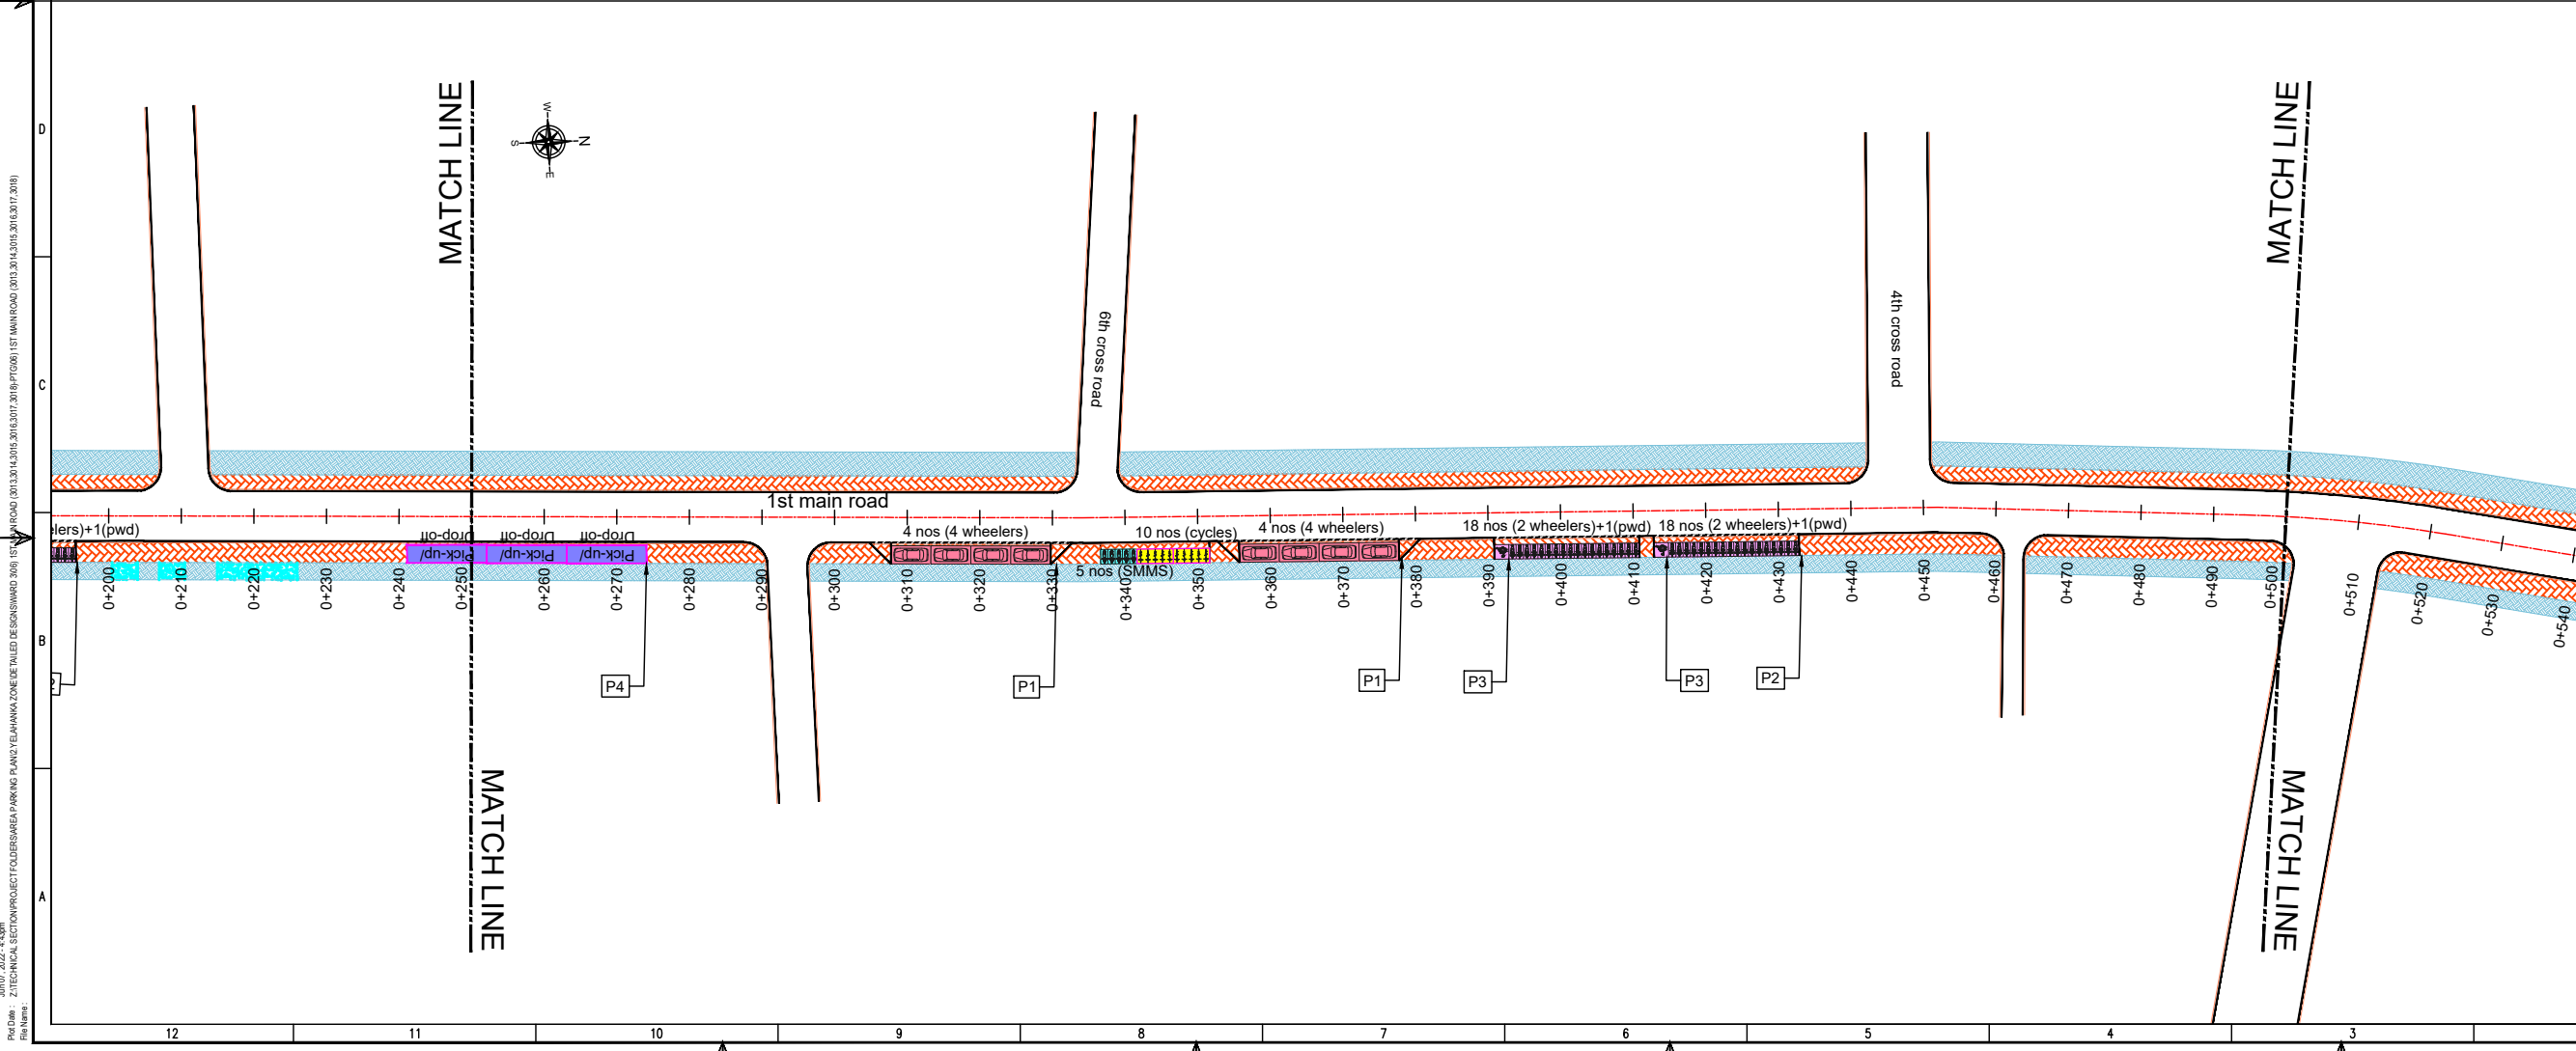 D
C
B
A
MATCH LINE
MATCH LINE
W
N
S
E
6th cross road
4th cross road
1st main road
elers)+1(pwd)
Pick-up/
Drop-off
Pick-up/
Drop-off
Pick-up/
Drop-off
4 nos (4 wheelers)
10 nos (cycles)
4 nos (4 wheelers)
18 nos (2 wheelers)+1(pwd)
18 nos (2 wheelers)+1(pwd)
5 nos (SMMS)
0+200
0+210
0+220
0+230
0+240
0+250
0+260
0+270
0+280
0+290
0+300
0+310
0+320
0+330
0+340
0+350
0+360
0+370
0+380
0+390
0+400
0+410
0+420
0+430
0+440
0+450
0+460
0+470
0+480
0+490
0+500
0+510
0+520
0+530
0+540
P4
P1
P1
P3
P3
P2
MATCH LINE
MATCH LINE
12
11
10
9
8
7
6
5
4
3
Plot Date :
File Name :